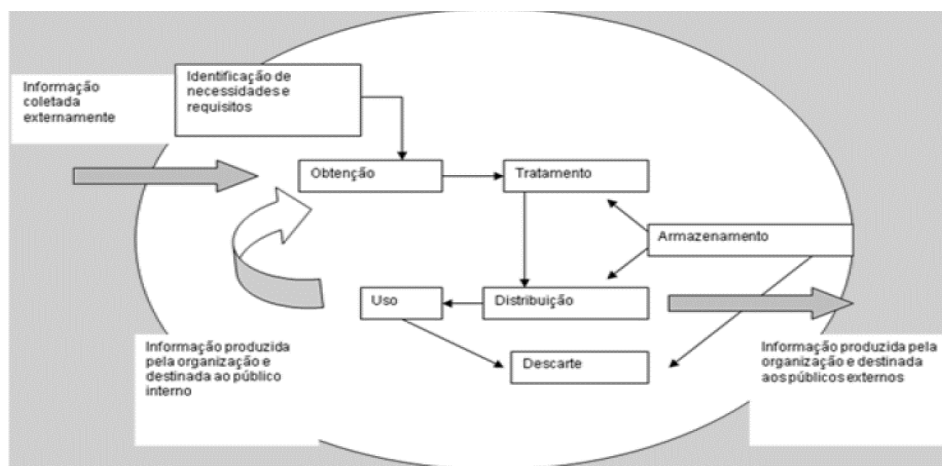 Informação
coletada
externamente
Identificação de
necessidades e
requisitos
Obtenção
Tratamento
Armazenamento
Uso
Distribuição
Descarte
Informação produzida
pela organização e
destinada ao público
interno
Informação produzida pela
organização e destinada
aos públicos externos